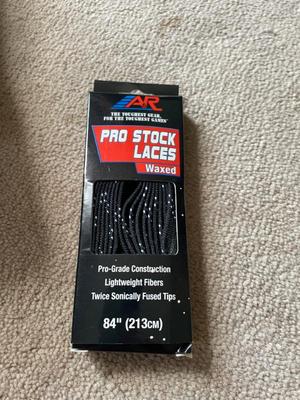 AR
THE TOUGHEST GEAR,
FOR THE TOUGHEST GAMES
PRO STOCK
LACES
Waxed
Pro-Grade Construction
Lightweight Fibers
Twice Sonically Fused Tips
84" (213CM)